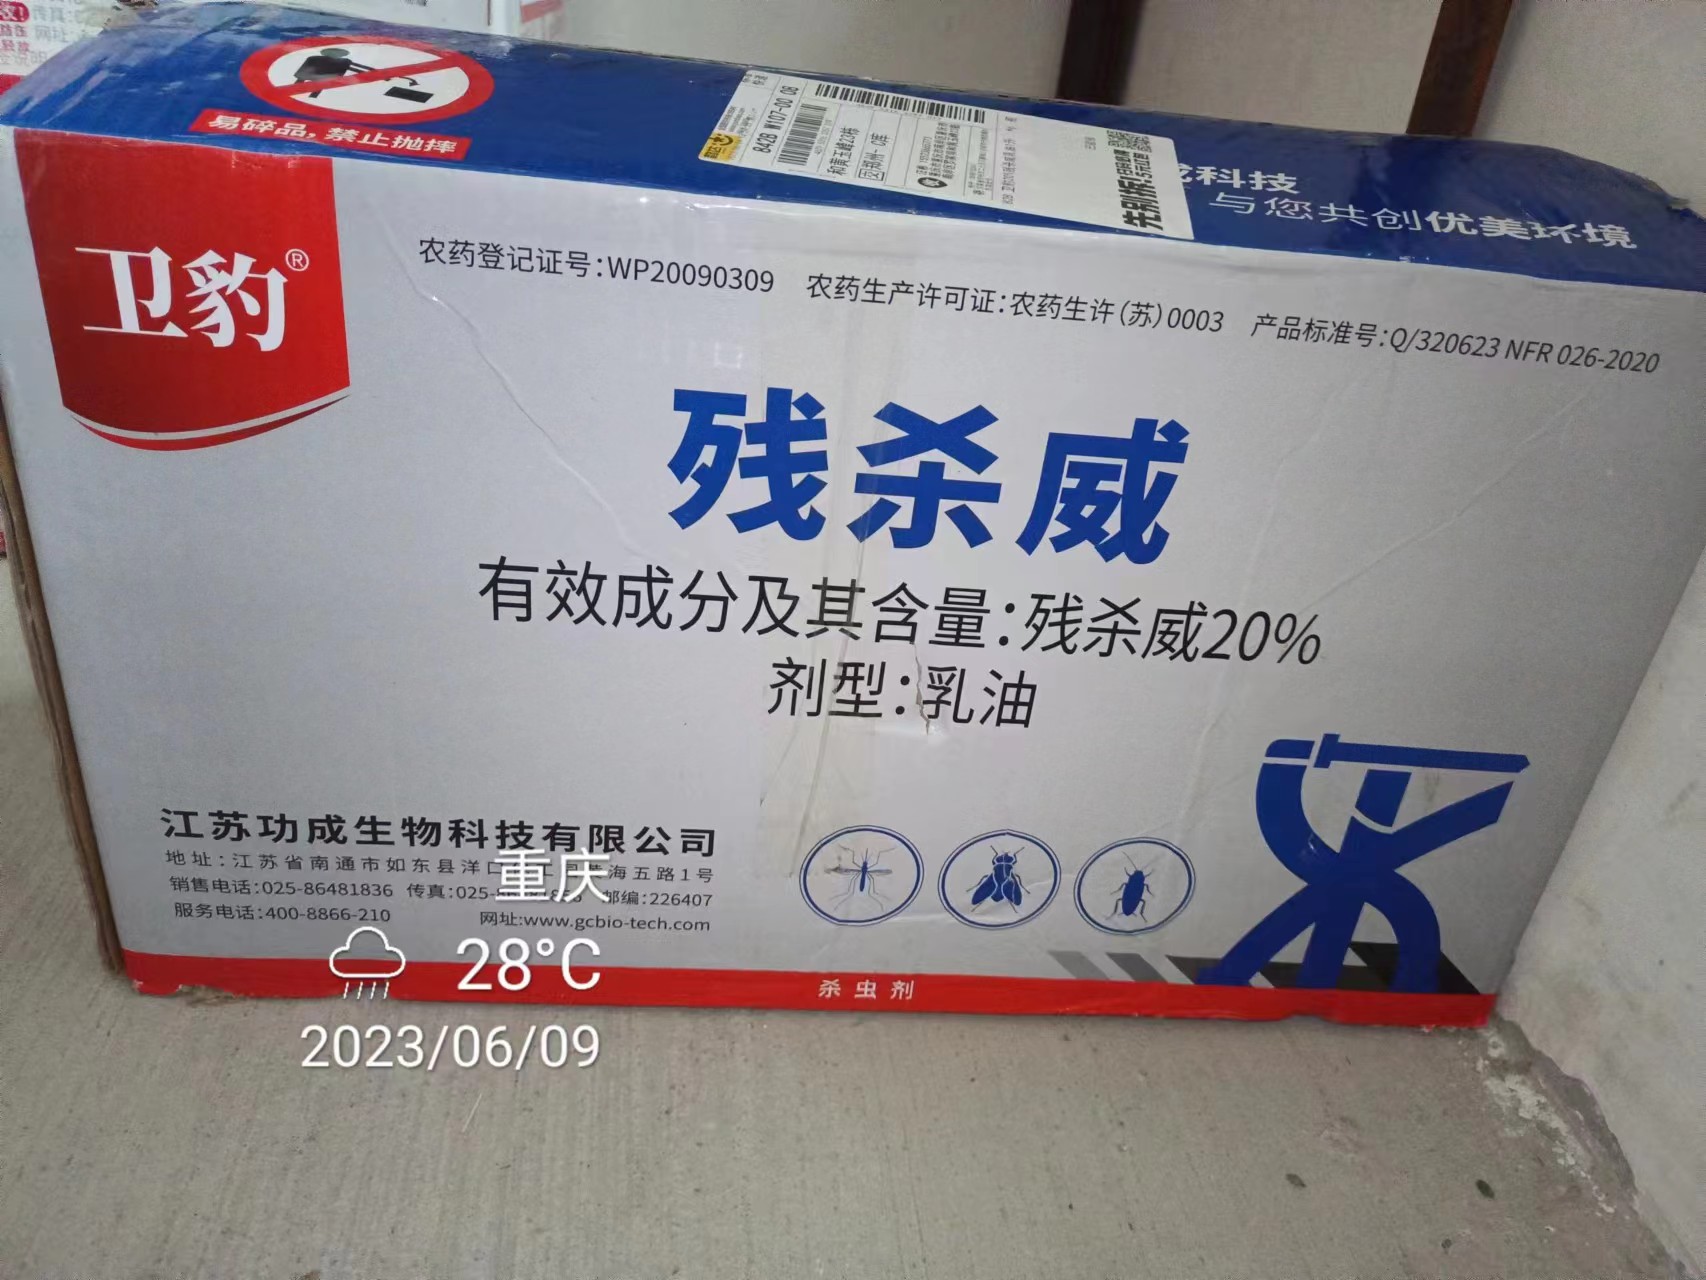 易碎品，禁止抛摔
8428 W107-00 08
科技
与您共创优美环境
卫豹®
农药登记证号：WP20090309 农药生产许可证：农药生许（苏）0003 产品标准号：Q/320623 NFR 026-2020
残杀威
有效成分及其含量：残杀威20%
剂型：乳油
江苏功成生物科技有限公司
地址：江苏省南通市如东县洋口 海五路1号
销售电话：025-86481836 传真：025- 邮编：226407
服务电话：400-8866-210 网址：www.gcbio-tech.com
杀虫剂
重庆
28°C
2023/06/09